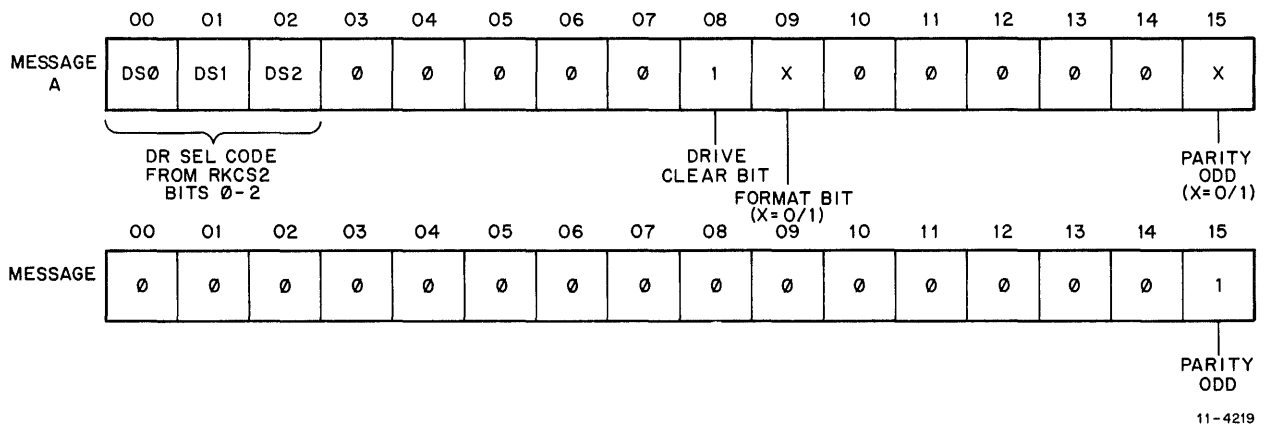 00 01 02 03 04 05 06 07 08 09 10 11 12 13 14 15
MESSAGE
A
DSØ DS1 DS2 Ø Ø Ø Ø Ø 1 X Ø Ø Ø Ø Ø X
DR SEL CODE
FROM RKCS2
BITS Ø-2
DRIVE
CLEAR BIT
FORMAT BIT
(X=0/1)
PARITY
ODD
(X=0/1)
00 01 02 03 04 05 06 07 08 09 10 11 12 13 14 15
MESSAGE
Ø Ø Ø Ø Ø Ø Ø Ø Ø Ø Ø Ø Ø Ø Ø 1
PARITY
ODD
11-4219